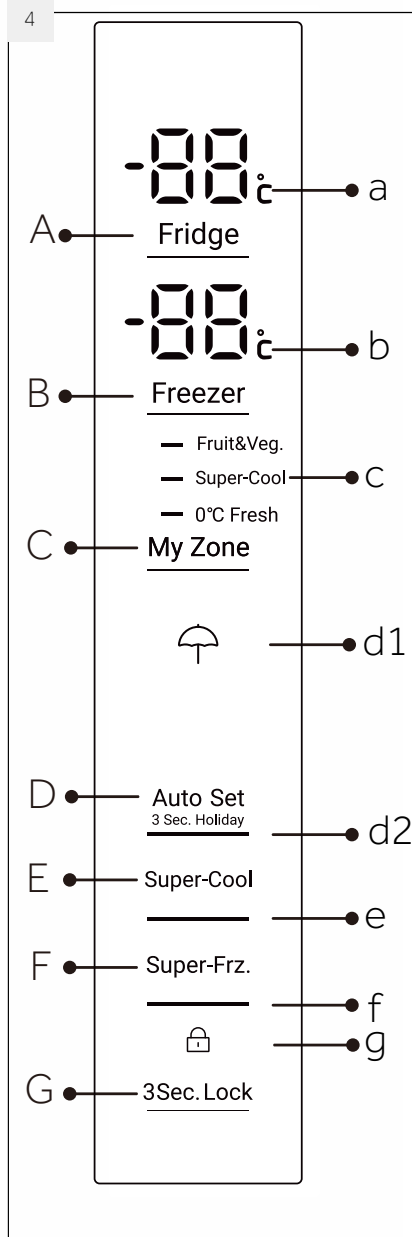 4
-88°c a
A Fridge
-88°c b
B Freezer
Fruit&Veg.
Super-Cool c
0°C Fresh
C My Zone
d1
D Auto Set
3 Sec. Holiday
d2
E Super-Cool
e
F Super-Frz.
f
g
G 3Sec.Lock